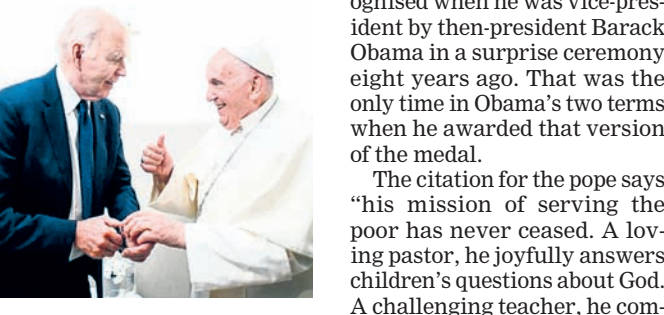 ognised when he was vice-pres-
ident by then-president Barack
Obama in a surprise ceremony
eight years ago. That was the
only time in Obama’s two terms
when he awarded that version
of the medal.
The citation for the pope says
“his mission of serving the
poor has never ceased. A lov-
ing pastor, he joyfully answers
children’s questions about God.
A challenging teacher, he com-